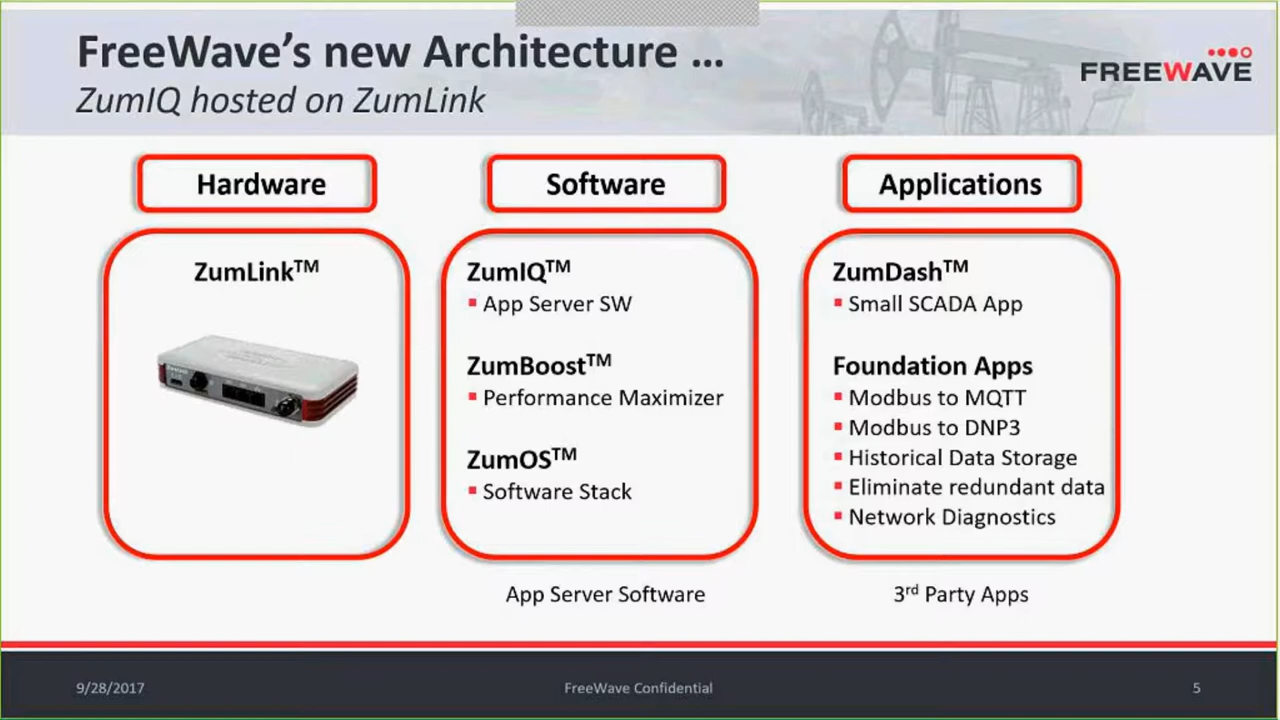 FreeWave's new Architecture ...
ZumIQ hosted on ZumLink
FREEWAVE
Hardware
Software
Applications
ZumLink™
ZumIQ™
▪ App Server SW
ZumBoost™
▪ Performance Maximizer
ZumOS™
▪ Software Stack
App Server Software
ZumDash™
▪ Small SCADA App
Foundation Apps
▪ Modbus to MQTT
▪ Modbus to DNP3
▪ Historical Data Storage
▪ Eliminate redundant data
▪ Network Diagnostics
3rd Party Apps
9/28/2017
FreeWave Confidential
5